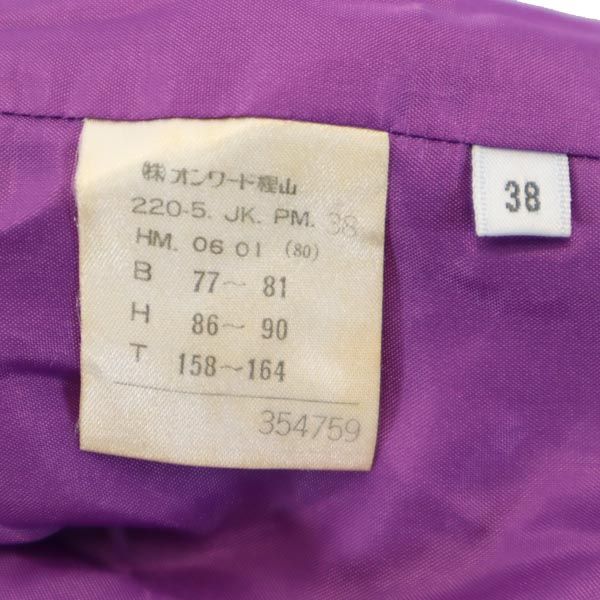 ㈱オンワード樫山
220-5. JK. PM. 38
HM. 06 01 (80)
B 77～ 81
H 86～ 90
T 158～164
354759
38